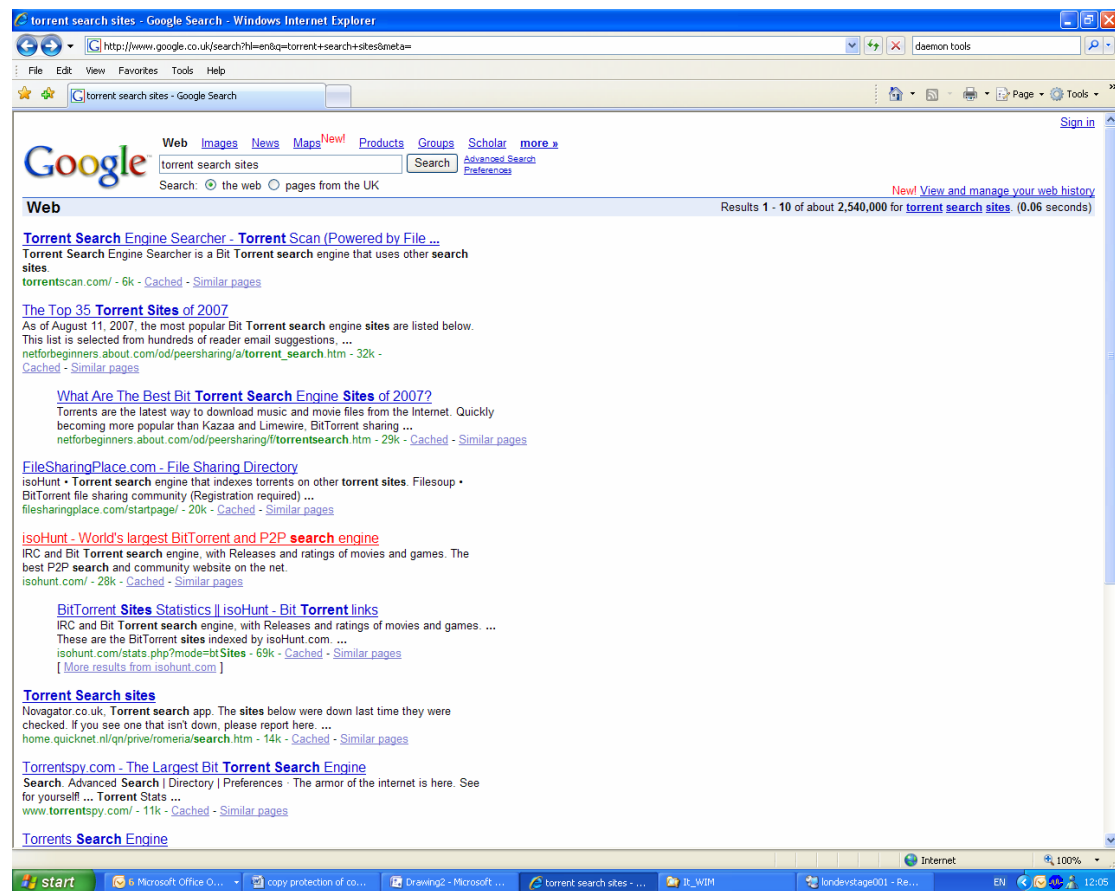 torrent search sites - Google Search - Windows Internet Explorer
http://www.google.co.uk/search?hl=en&q=torrent+search+sites&meta= daemon tools
File Edit View Favorites Tools Help
torrent search sites - Google Search Page Tools
Sign in
Web Images News Maps New! Products Groups Scholar more »
Google torrent search sites Search Advanced Search
Preferences
Search: the web pages from the UK
New! View and manage your web history
Web Results 1 - 10 of about 2,540,000 for torrent search sites. (0.06 seconds)
Torrent Search Engine Searcher - Torrent Scan (Powered by File ...
Torrent Search Engine Searcher is a Bit Torrent search engine that uses other search
sites.
torrentscan.com/ - 6k - Cached - Similar pages
The Top 35 Torrent Sites of 2007
As of August 11, 2007, the most popular Bit Torrent search engine sites are listed below.
This list is selected from hundreds of reader email suggestions, ...
netforbeginners.about.com/od/peersharing/a/torrent_search.htm - 32k -
Cached - Similar pages
What Are The Best Bit Torrent Search Engine Sites of 2007?
Torrents are the latest way to download music and movie files from the Internet. Quickly
becoming more popular than Kazaa and Limewire, BitTorrent sharing ...
netforbeginners.about.com/od/peersharing/f/torrentsearch.htm - 29k - Cached - Similar pages
FileSharingPlace.com - File Sharing Directory
isoHunt • Torrent search engine that indexes torrents on other torrent sites. Filesoup •
BitTorrent file sharing community (Registration required) ...
filesharingplace.com/startpage/ - 20k - Cached - Similar pages
isoHunt - World's largest BitTorrent and P2P search engine
IRC and Bit Torrent search engine, with Releases and ratings of movies and games. The
best P2P search and community website on the net.
isohunt.com/ - 28k - Cached - Similar pages
BitTorrent Sites Statistics || isoHunt - Bit Torrent links
IRC and Bit Torrent search engine, with Releases and ratings of movies and games. ...
These are the BitTorrent sites indexed by isoHunt.com. ...
isohunt.com/stats.php?mode=btSites - 69k - Cached - Similar pages
[ More results from isohunt.com ]
Torrent Search sites
Novagator.co.uk, Torrent search app. The sites below were down last time they were
checked. If you see one that isn't down, please report here. ...
home.quicknet.nl/qn/prive/romeria/search.htm - 14k - Cached - Similar pages
Torrentspy.com - The Largest Bit Torrent Search Engine
Search. Advanced Search | Directory | Preferences · The armor of the internet is here. See
for yourself! ... Torrent Stats ...
www.torrentspy.com/ - 11k - Cached - Similar pages
Torrents Search Engine
Internet 100%
start 6 Microsoft Office O... copy protection of co... Drawing2 - Microsoft ... torrent search sites - ... It_WIM londevstage001 - Re... EN 12:05